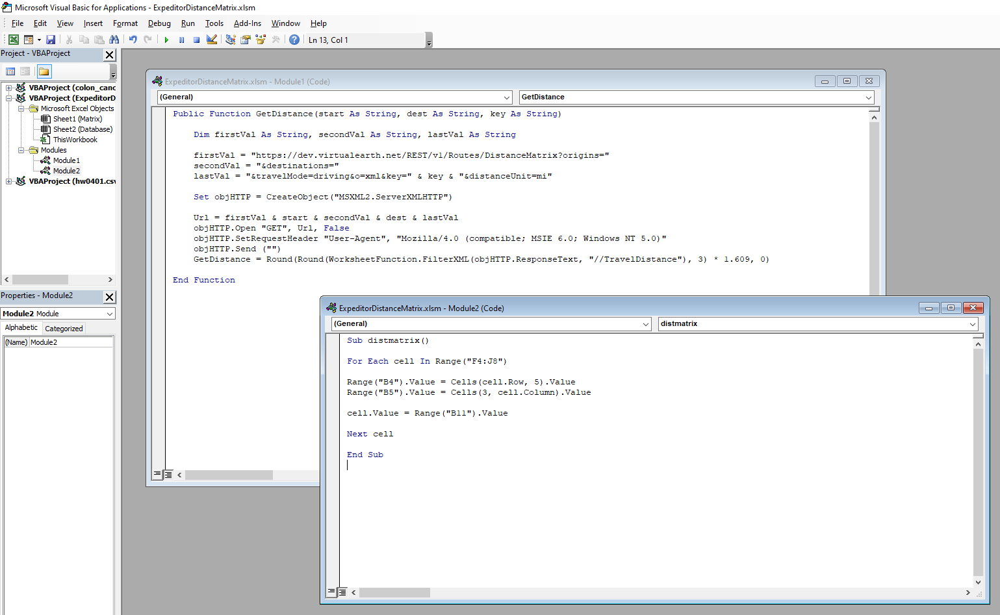 Microsoft Visual Basic for Applications - ExpeditorDistanceMatrix.xlsm
File Edit View Insert Format Debug Run Tools Add-Ins Window Help
Ln 13, Col 1
Project - VBAProject
VBAProject (colon_canc
VBAProject (ExpeditorD
Microsoft Excel Objects
Sheet1 (Matrix)
Sheet2 (Database)
ThisWorkbook
Modules
Module1
Module2
VBAProject (hw0401.csv
Properties - Module2
Module2 Module
Alphabetic Categorized
(Name) Module2
ExpeditorDistanceMatrix.xlsm - Module1 (Code)
(General) GetDistance
Public Function GetDistance(start As String, dest As String, key As String)
Dim firstVal As String, secondVal As String, lastVal As String
firstVal = "https://dev.virtualearth.net/REST/v1/Routes/DistanceMatrix?origins="
secondVal = "&destinations="
lastVal = "&travelMode=driving&o=xml&key=" & key & "&distanceUnit=mi"
Set objHTTP = CreateObject("MSXML2.ServerXMLHTTP")
Url = firstVal & start & secondVal & dest & lastVal
objHTTP.Open "GET", Url, False
objHTTP.SetRequestHeader "User-Agent", "Mozilla/4.0 (compatible; MSIE 6.0; Windows NT 5.0)"
objHTTP.Send ("")
GetDistance = Round(Round(WorksheetFunction.FilterXML(objHTTP.ResponseText, "//TravelDistance"), 3) * 1.609, 0)
End Function
ExpeditorDistanceMatrix.xlsm - Module2 (Code)
(General) distmatrix
Sub distmatrix()
For Each cell In Range("F4:J8")
Range("B4").Value = Cells(cell.Row, 5).Value
Range("B5").Value = Cells(3, cell.Column).Value
cell.Value = Range("B11").Value
Next cell
End Sub